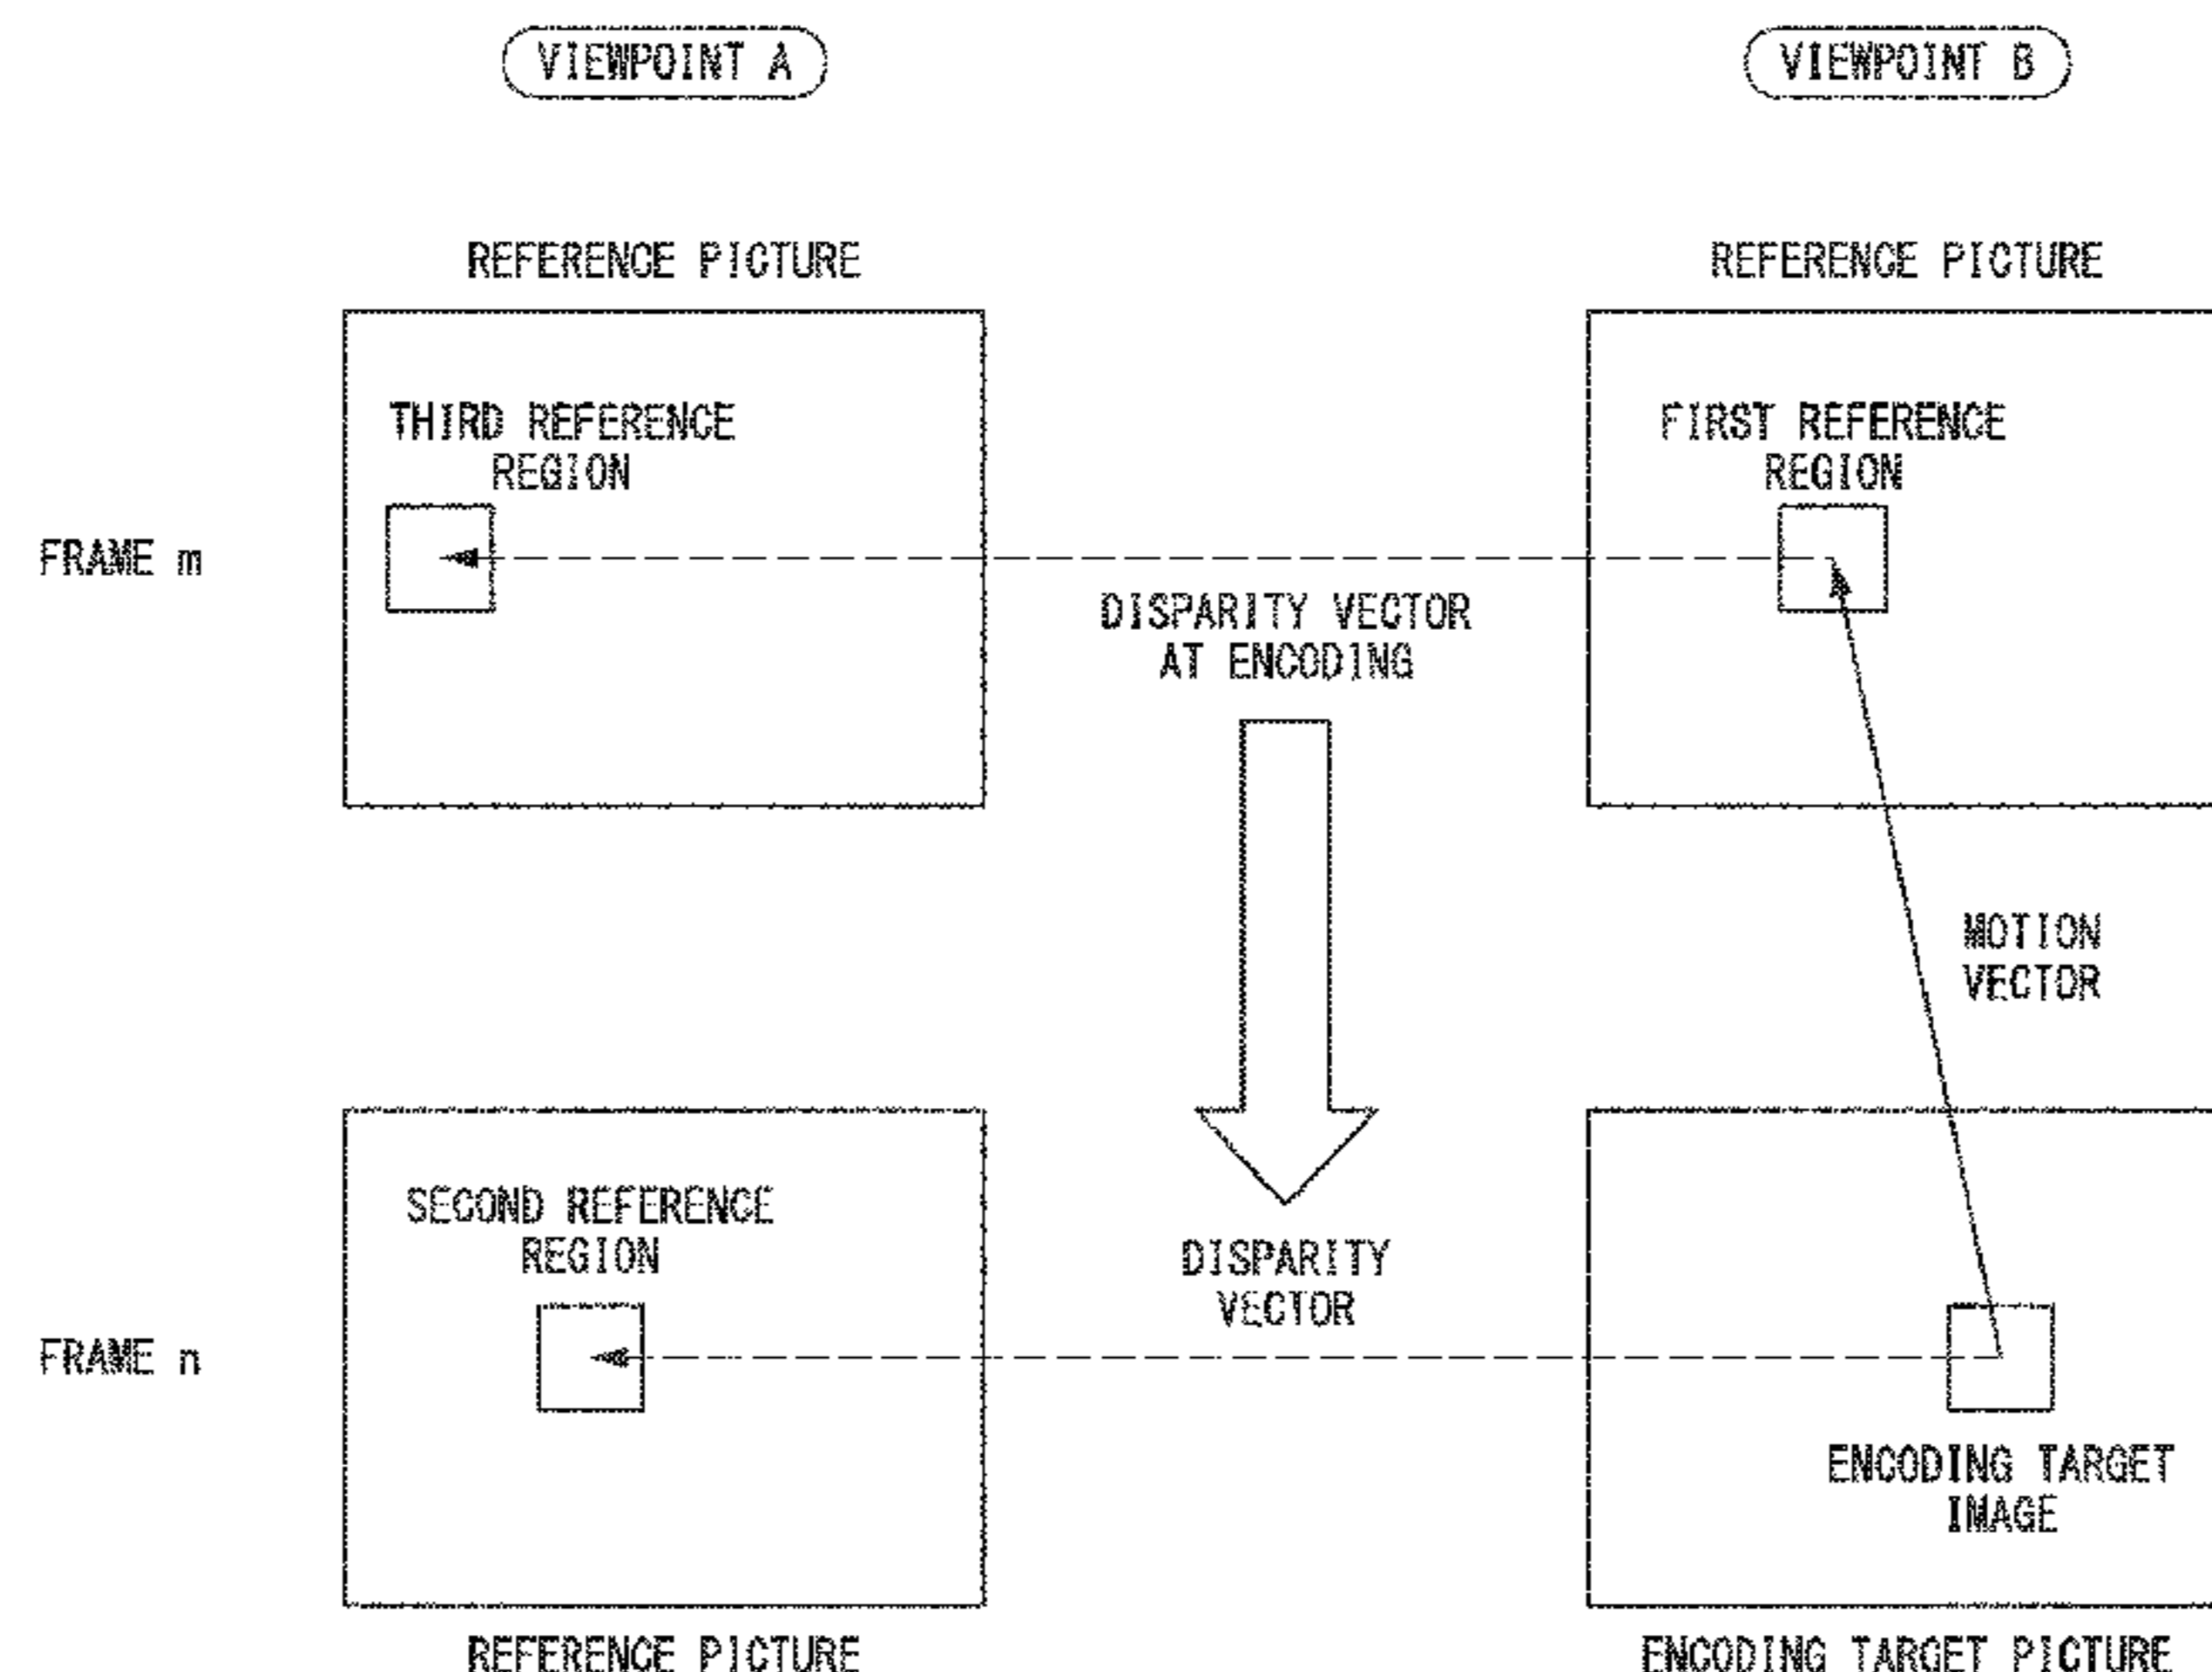 VIEWPOINT A
VIEWPOINT B
REFERENCE PICTURE
REFERENCE PICTURE
THIRD REFERENCE
REGION
FIRST REFERENCE
REGION
FRAME m
DISPARITY VECTOR
AT ENCODING
MOTION
VECTOR
SECOND REFERENCE
REGION
DISPARITY
VECTOR
FRAME n
ENCODING TARGET
IMAGE
REFERENCE PICTURE
ENCODING TARGET PICTURE